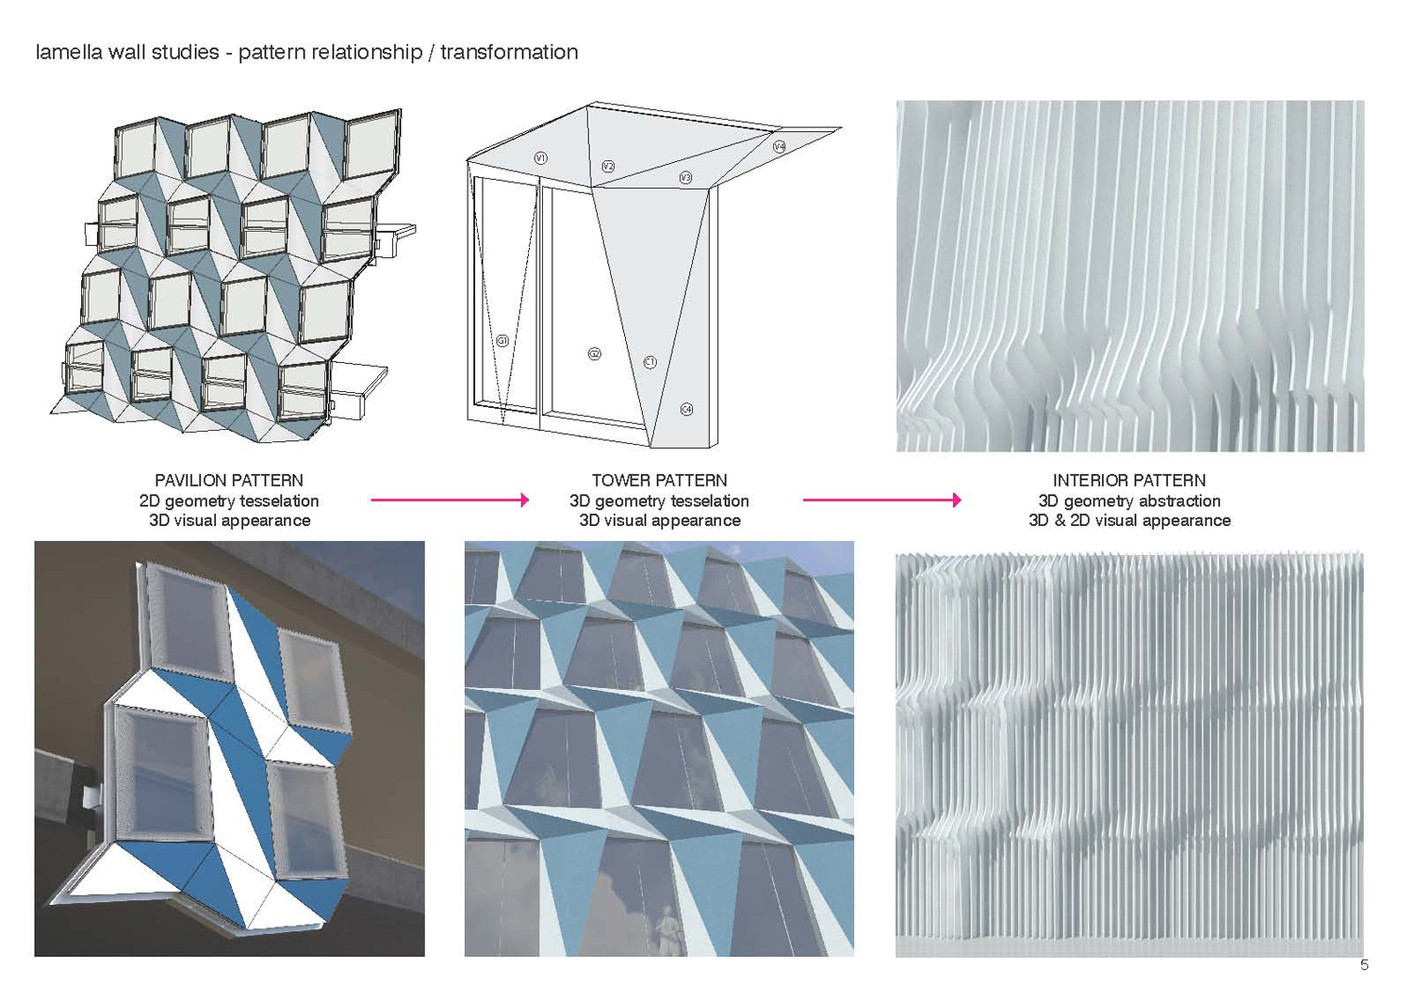 lamella wall studies - pattern relationship / transformation
V1
V2
V3
V4
G1
G2
C1
C4
PAVILION PATTERN
2D geometry tesselation
3D visual appearance
TOWER PATTERN
3D geometry tesselation
3D visual appearance
INTERIOR PATTERN
3D geometry abstraction
3D & 2D visual appearance
5